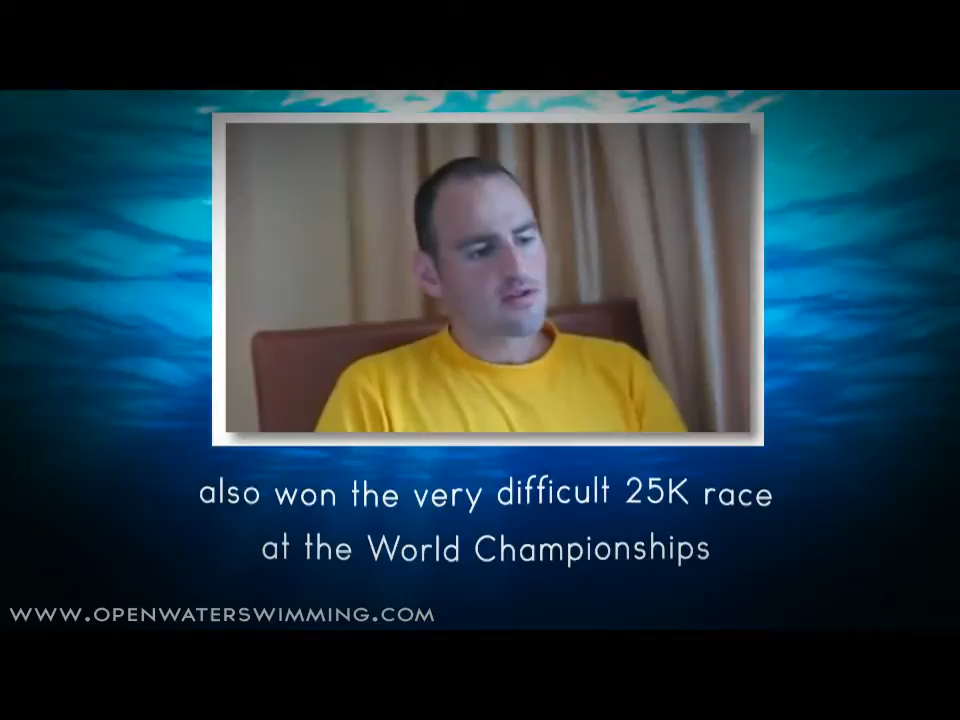 also won the very difficult 25K race
at the World Championships
WWW.OPENWATERSWIMMING.COM